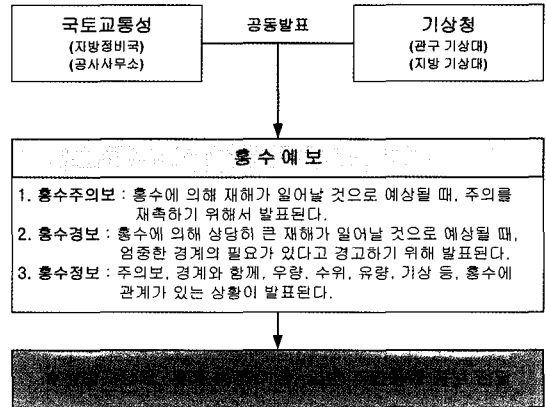 국토교통성
(지방정비국)
(공사사무소)
공동발표
기상청
(관구 기상대)
(지방 기상대)
홍 수 예 보
1. 홍수주의보 : 홍수에 의해 재해가 일어날 것으로 예상될 때, 주의를
재촉하기 위해서 발표된다.
2. 홍수경보 : 홍수에 의해 상당히 큰 재해가 일어날 것으로 예상될 때,
엄중한 경계의 필요가 있다고 경고하기 위해 발표된다.
3. 홍수정보 : 주의보, 경계와 함께, 우량, 수위, 유량, 기상 등, 홍수에
관계가 있는 상황이 발표된다.